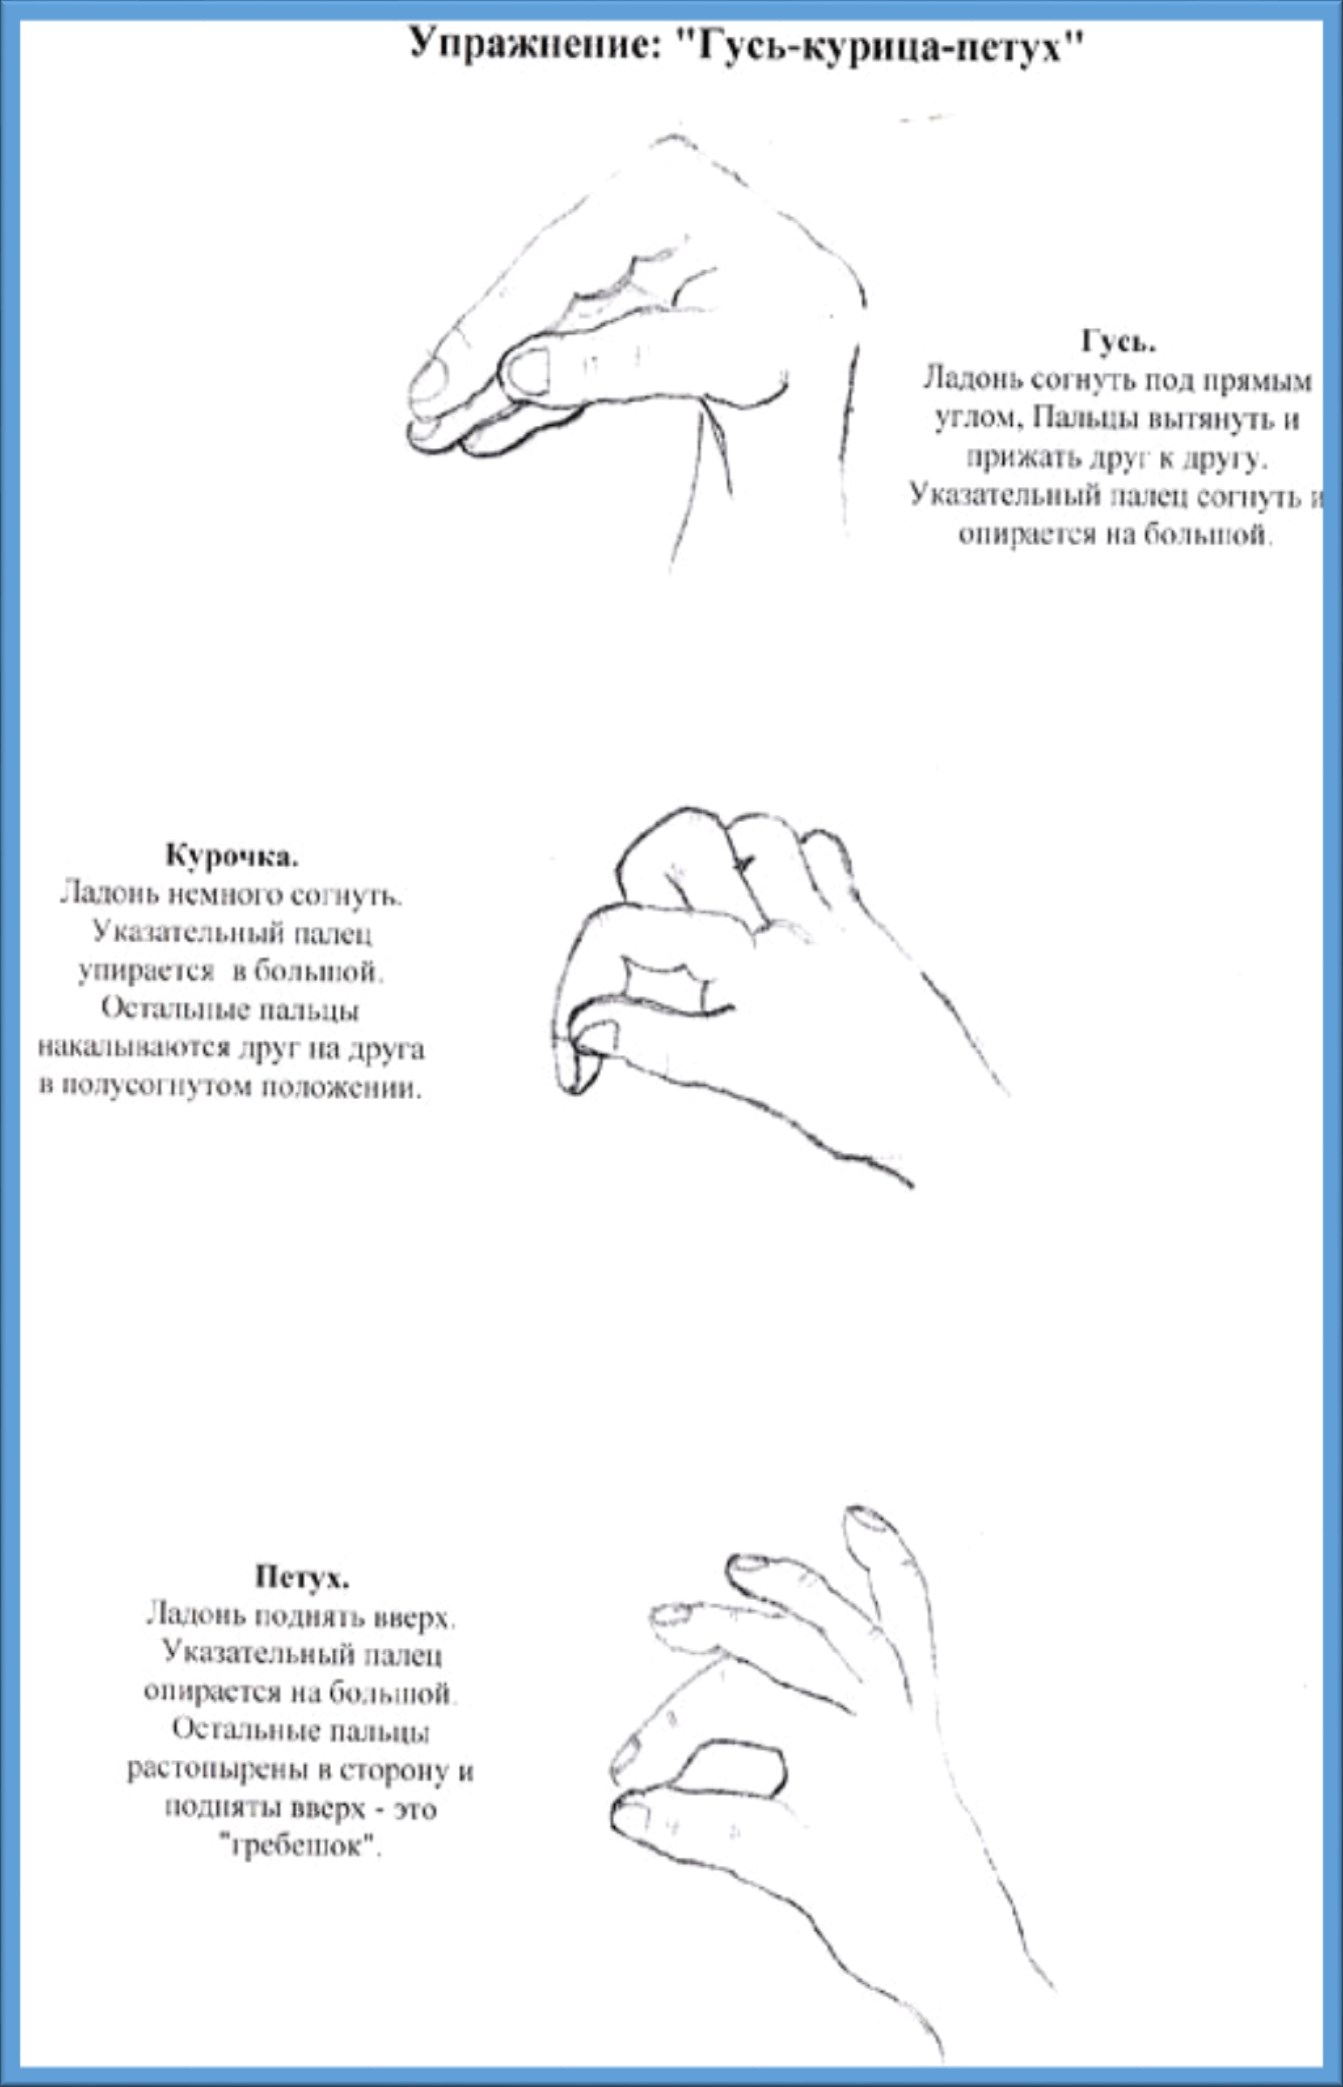 Упражнение: "Гусь-курица-петух"
Гусь.
Ладонь согнуть под прямым
углом, Пальцы вытянуть и
прижать друг к другу.
Указательный палец согнуть и
опирается на большой.
Курочка.
Ладонь немного согнуть.
Указательный палец
упирается в большой.
Остальные пальцы
накалываются друг на друга
в полусогнутом положении.
Петух.
Ладонь поднять вверх.
Указательный палец
опирается на большой.
Остальные пальцы
растопырены в сторону и
подняты вверх - это
"гребешок".